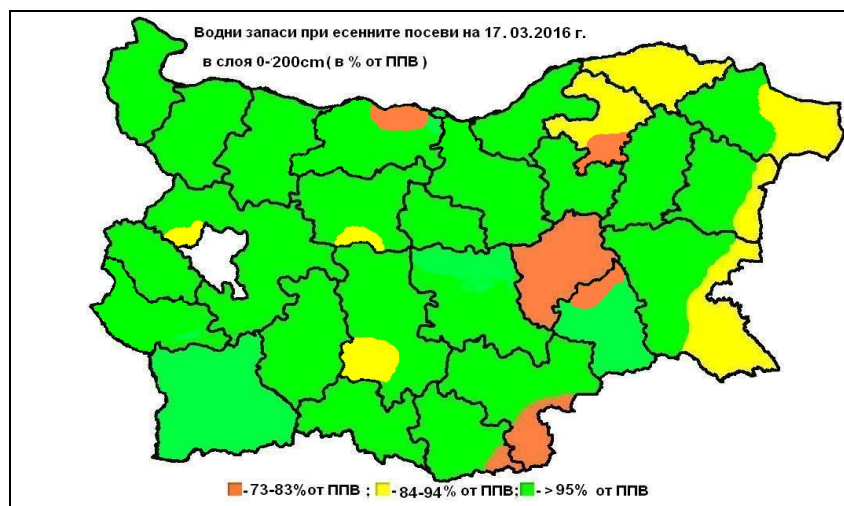 Водни запаси при есенните посеви на 17. 03.2016 г.
в слоя 0-200cm ( в % от ППВ )
- 73-83% от ППВ ; - 84-94% от ППВ; - > 95% от ППВ